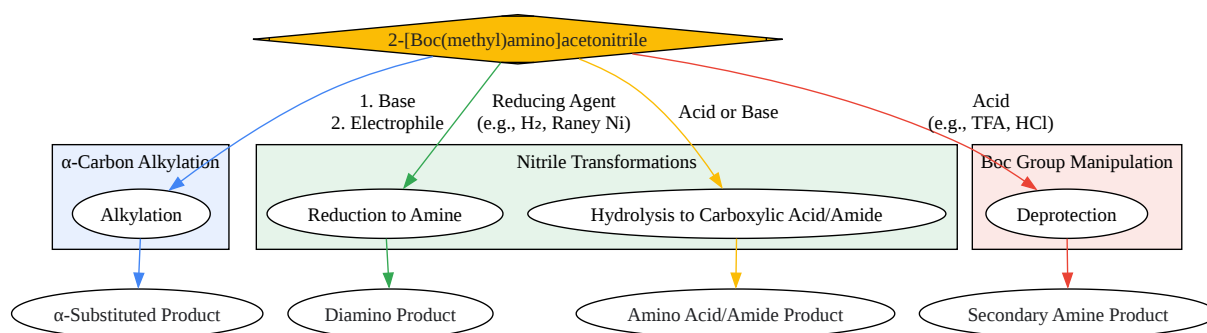 2-[Boc(methyl)amino]acetonitrile
1. Base
2. Electrophile
Reducing Agent
(e.g., H₂, Raney Ni)
Acid or Base
Acid
(e.g., TFA, HCl)
α-Carbon Alkylation
Nitrile Transformations
Boc Group Manipulation
Alkylation
Reduction to Amine
Hydrolysis to Carboxylic Acid/Amide
Deprotection
α-Substituted Product
Diamino Product
Amino Acid/Amide Product
Secondary Amine Product